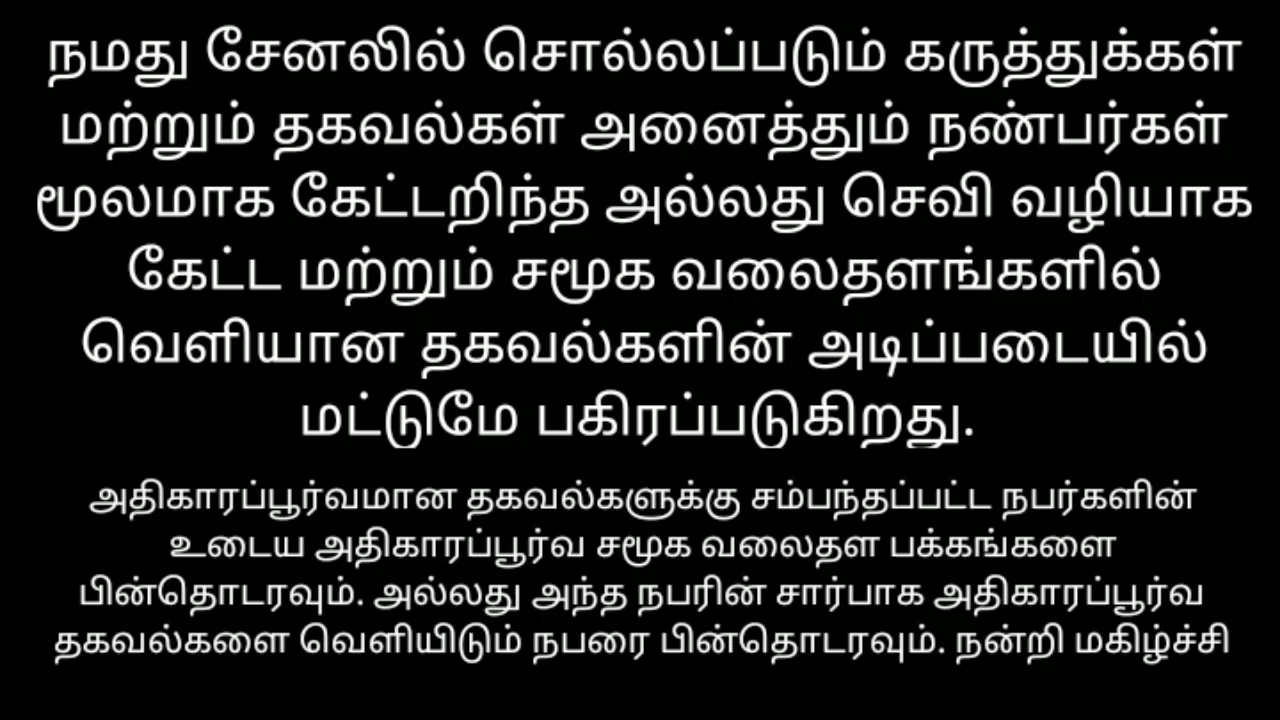 நமது சேனலில் சொல்லப்படும் கருத்துக்கள்
மற்றும் தகவல்கள் அனைத்தும் நண்பர்கள்
மூலமாக கேட்டறிந்த அல்லது செவி வழியாக
கேட்ட மற்றும் சமூக வலைதளங்களில்
வெளியான தகவல்களின் அடிப்படையில்
மட்டுமே பகிரப்படுகிறது.
அதிகாரப்பூர்வமான தகவல்களுக்கு சம்பந்தப்பட்ட நபர்களின்
உடைய அதிகாரப்பூர்வ சமூக வலைதள பக்கங்களை
பின்தொடரவும். அல்லது அந்த நபரின் சார்பாக அதிகாரப்பூர்வ
தகவல்களை வெளியிடும் நபரை பின்தொடரவும். நன்றி மகிழ்ச்சி